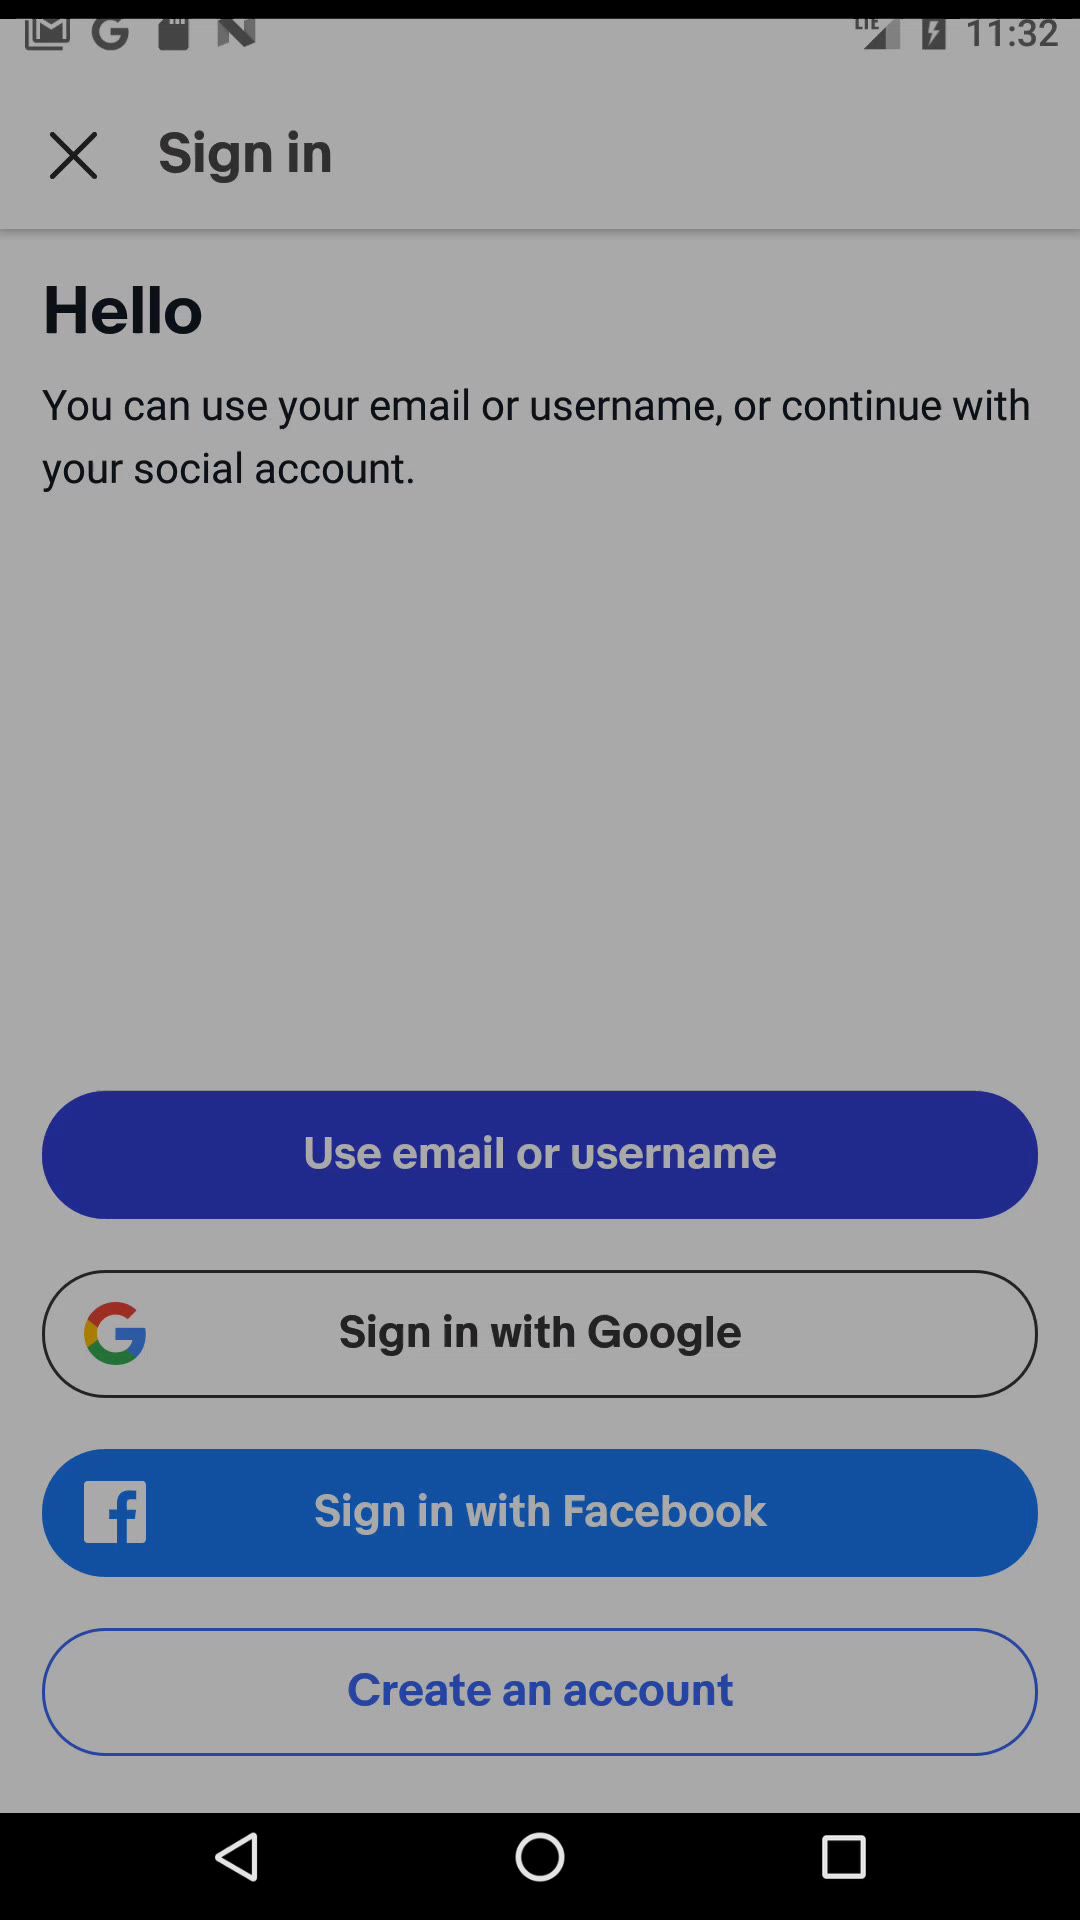 LTE 11:32
Sign in
Hello
You can use your email or username, or continue with
your social account.
Use email or username
Sign in with Google
Sign in with Facebook
Create an account